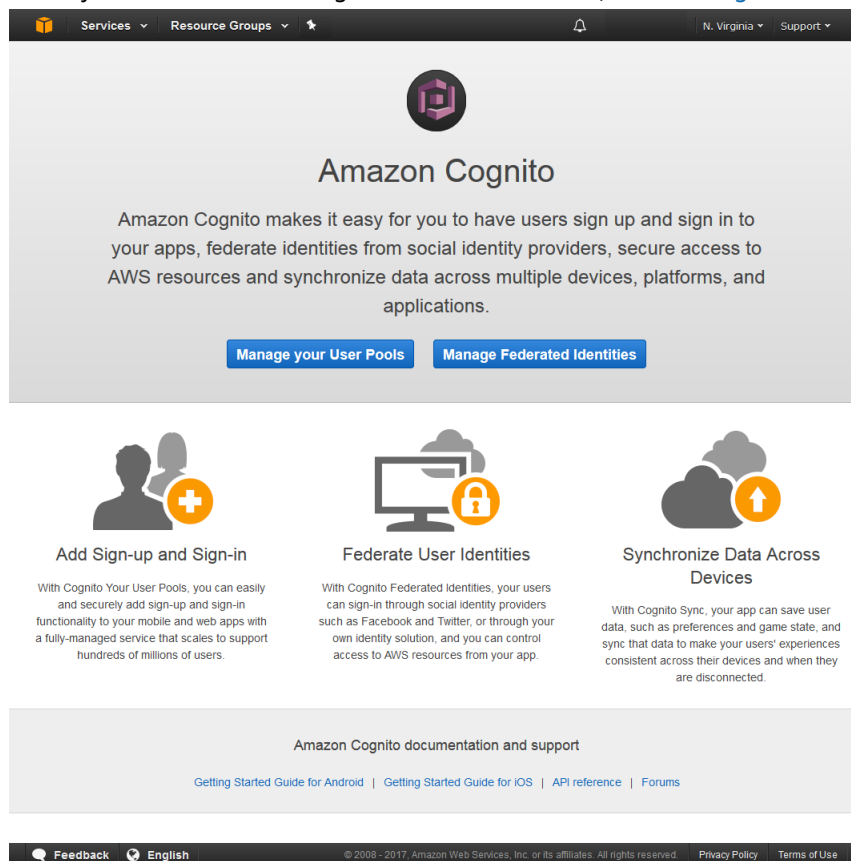 Services Resource Groups N. Virginia Support
Amazon Cognito
Amazon Cognito makes it easy for you to have users sign up and sign in to
your apps, federate identities from social identity providers, secure access to
AWS resources and synchronize data across multiple devices, platforms, and
applications.
Manage your User Pools Manage Federated Identities
Add Sign-up and Sign-in
With Cognito Your User Pools, you can easily
and securely add sign-up and sign-in
functionality to your mobile and web apps with
a fully-managed service that scales to support
hundreds of millions of users.
Federate User Identities
With Cognito Federated Identities, your users
can sign-in through social identity providers
such as Facebook and Twitter, or through your
own identity solution, and you can control
access to AWS resources from your app.
Synchronize Data Across
Devices
With Cognito Sync, your app can save user
data, such as preferences and game state, and
sync that data to make your users' experiences
consistent across their devices and when they
are disconnected.
Amazon Cognito documentation and support
Getting Started Guide for Android | Getting Started Guide for iOS | API reference | Forums
Feedback English © 2008 - 2017, Amazon Web Services, Inc. or its affiliates. All rights reserved. Privacy Policy Terms of Use